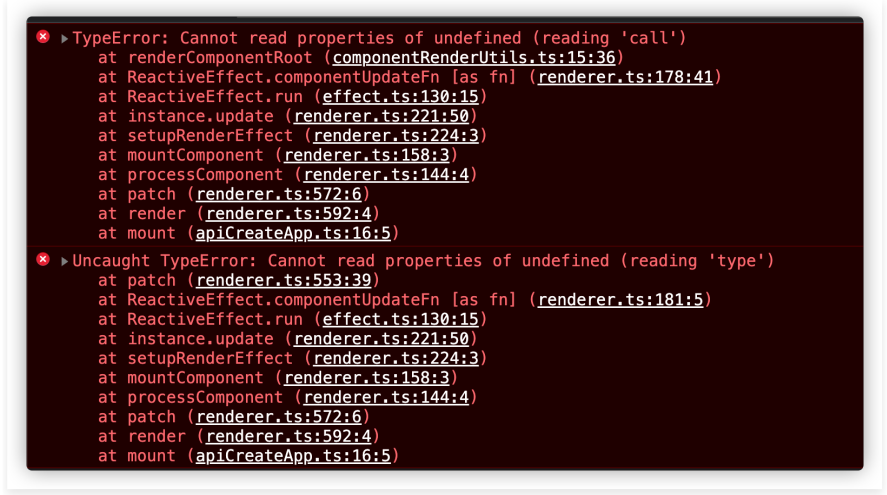 TypeError: Cannot read properties of undefined (reading 'call')
at renderComponentRoot (componentRenderUtils.ts:15:36)
at ReactiveEffect.componentUpdateFn [as fn] (renderer.ts:178:41)
at ReactiveEffect.run (effect.ts:130:15)
at instance.update (renderer.ts:221:50)
at setupRenderEffect (renderer.ts:224:3)
at mountComponent (renderer.ts:158:3)
at processComponent (renderer.ts:144:4)
at patch (renderer.ts:572:6)
at render (renderer.ts:592:4)
at mount (apiCreateApp.ts:16:5)
Uncaught TypeError: Cannot read properties of undefined (reading 'type')
at patch (renderer.ts:553:39)
at ReactiveEffect.componentUpdateFn [as fn] (renderer.ts:181:5)
at ReactiveEffect.run (effect.ts:130:15)
at instance.update (renderer.ts:221:50)
at setupRenderEffect (renderer.ts:224:3)
at mountComponent (renderer.ts:158:3)
at processComponent (renderer.ts:144:4)
at patch (renderer.ts:572:6)
at render (renderer.ts:592:4)
at mount (apiCreateApp.ts:16:5)